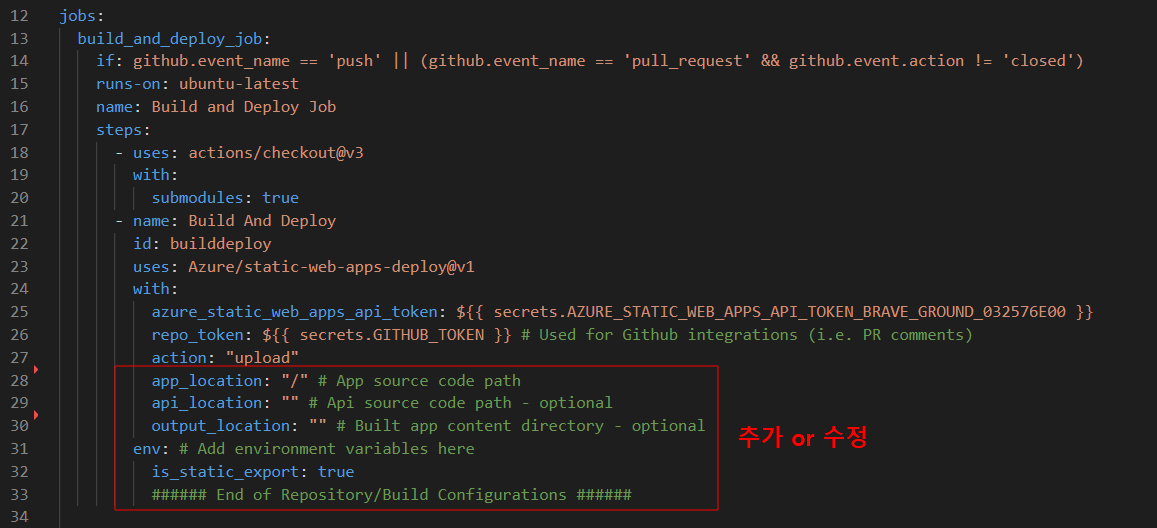 12 jobs:
13 build_and_deploy_job:
14 if: github.event_name == 'push' || (github.event_name == 'pull_request' && github.event.action != 'closed')
15 runs-on: ubuntu-latest
16 name: Build and Deploy Job
17 steps:
18 - uses: actions/checkout@v3
19 with:
20 submodules: true
21 - name: Build And Deploy
22 id: builddeploy
23 uses: Azure/static-web-apps-deploy@v1
24 with:
25 azure_static_web_apps_api_token: ${{ secrets.AZURE_STATIC_WEB_APPS_API_TOKEN_BRAVE_GROUND_032576E00 }}
26 repo_token: ${{ secrets.GITHUB_TOKEN }} # Used for Github integrations (i.e. PR comments)
27 action: "upload"
28 app_location: "/" # App source code path
29 api_location: "" # Api source code path - optional
30 output_location: "" # Built app content directory - optional
31 env: # Add environment variables here
32 is_static_export: true
33 ###### End of Repository/Build Configurations ######
34
추가 or 수정